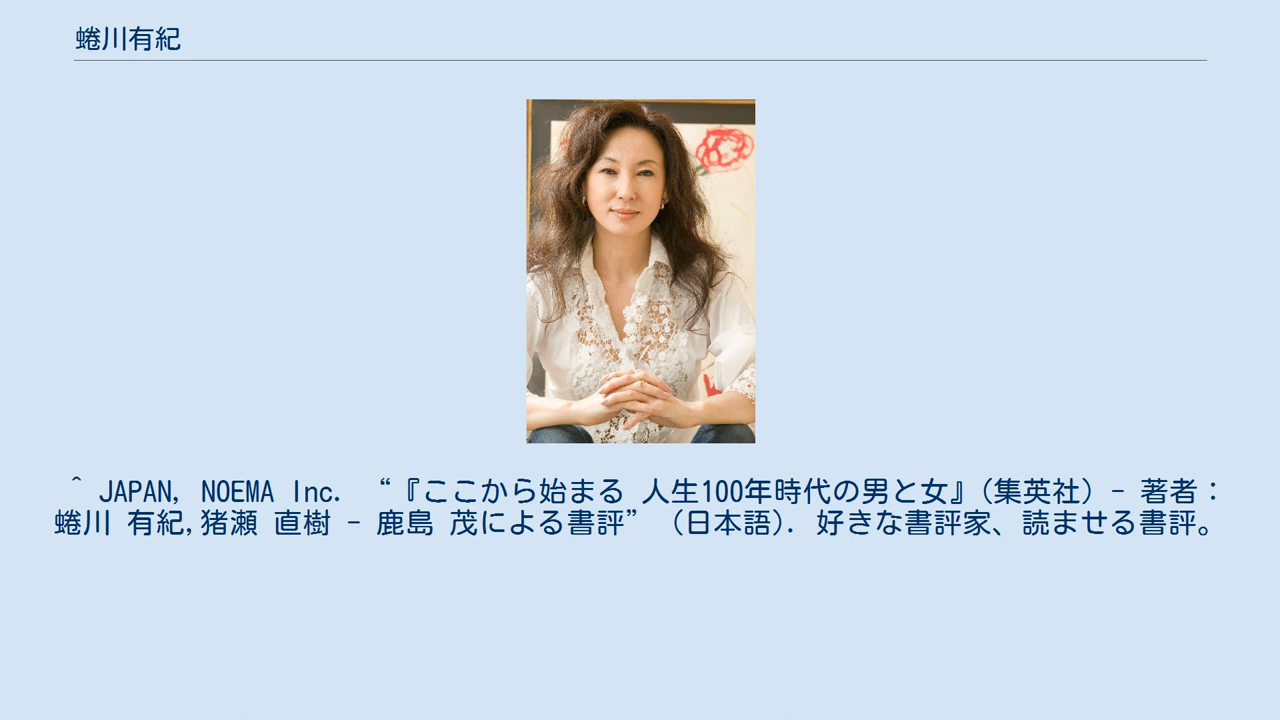 蜷川有紀
^ JAPAN, NOEMA Inc. “『ここから始まる 人生100年時代の男と女』(集英社) - 著者：
蜷川 有紀,猪瀬 直樹 - 鹿島 茂による書評” (日本語). 好きな書評家、読ませる書評。